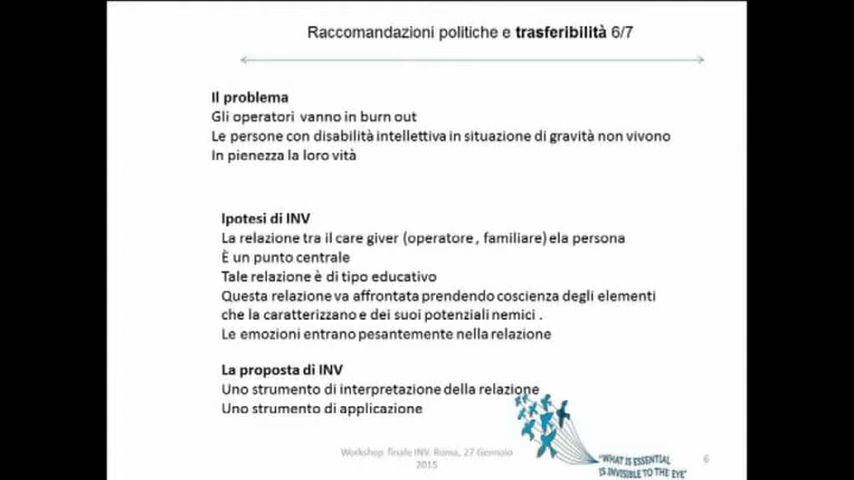 Raccomandazioni politiche e trasferibilità 6/7
Il problema
Gli operatori vanno in burn out
Le persone con disabilità intellettiva in situazione di gravità non vivono
In pienezza la loro vità
Ipotesi di INV
La relazione tra il care giver (operatore , familiare) ela persona
È un punto centrale
Tale relazione è di tipo educativo
Questa relazione va affrontata prendendo coscienza degli elementi
che la caratterizzano e dei suoi potenziali nemici .
Le emozioni entrano pesantemente nella relazione
La proposta di INV
Uno strumento di interpretazione della relazione
Uno strumento di applicazione
Workshop finale INV. Roma, 27 Gennaio
2015
"WHAT IS ESSENTIAL
IS INVISIBLE TO THE EYE"
6